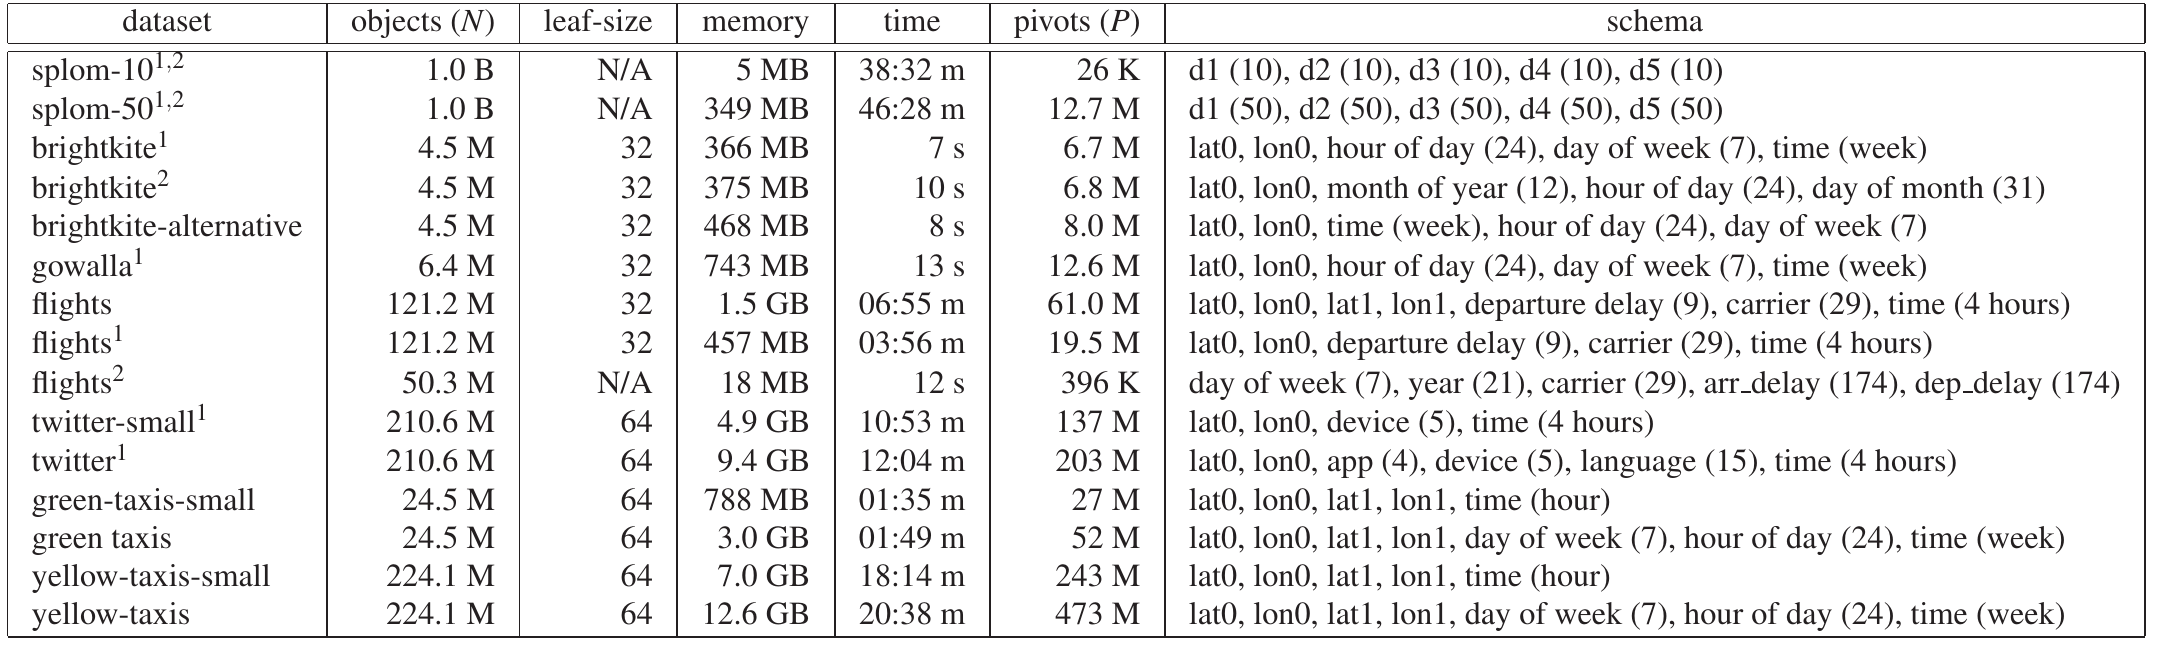 dataset objects (N) leaf-size memory time pivots (P) schema
splom-10^1,2 1.0 B N/A 5 MB 38:32 m 26 K d1 (10), d2 (10), d3 (10), d4 (10), d5 (10)
splom-50^1,2 1.0 B N/A 349 MB 46:28 m 12.7 M d1 (50), d2 (50), d3 (50), d4 (50), d5 (50)
brightkite^1 4.5 M 32 366 MB 7 s 6.7 M lat0, lon0, hour of day (24), day of week (7), time (week)
brightkite^2 4.5 M 32 375 MB 10 s 6.8 M lat0, lon0, month of year (12), hour of day (24), day of month (31)
brightkite-alternative 4.5 M 32 468 MB 8 s 8.0 M lat0, lon0, time (week), hour of day (24), day of week (7)
gowalla^1 6.4 M 32 743 MB 13 s 12.6 M lat0, lon0, hour of day (24), day of week (7), time (week)
flights 121.2 M 32 1.5 GB 06:55 m 61.0 M lat0, lon0, lat1, lon1, departure delay (9), carrier (29), time (4 hours)
flights^1 121.2 M 32 457 MB 03:56 m 19.5 M lat0, lon0, departure delay (9), carrier (29), time (4 hours)
flights^2 50.3 M N/A 18 MB 12 s 396 K day of week (7), year (21), carrier (29), arr_delay (174), dep_delay (174)
twitter-small^1 210.6 M 64 4.9 GB 10:53 m 137 M lat0, lon0, device (5), time (4 hours)
twitter^1 210.6 M 64 9.4 GB 12:04 m 203 M lat0, lon0, app (4), device (5), language (15), time (4 hours)
green-taxis-small 24.5 M 64 788 MB 01:35 m 27 M lat0, lon0, lat1, lon1, time (hour)
green taxis 24.5 M 64 3.0 GB 01:49 m 52 M lat0, lon0, lat1, lon1, day of week (7), hour of day (24), time (week)
yellow-taxis-small 224.1 M 64 7.0 GB 18:14 m 243 M lat0, lon0, lat1, lon1, time (hour)
yellow-taxis 224.1 M 64 12.6 GB 20:38 m 473 M lat0, lon0, lat1, lon1, day of week (7), hour of day (24), time (week)